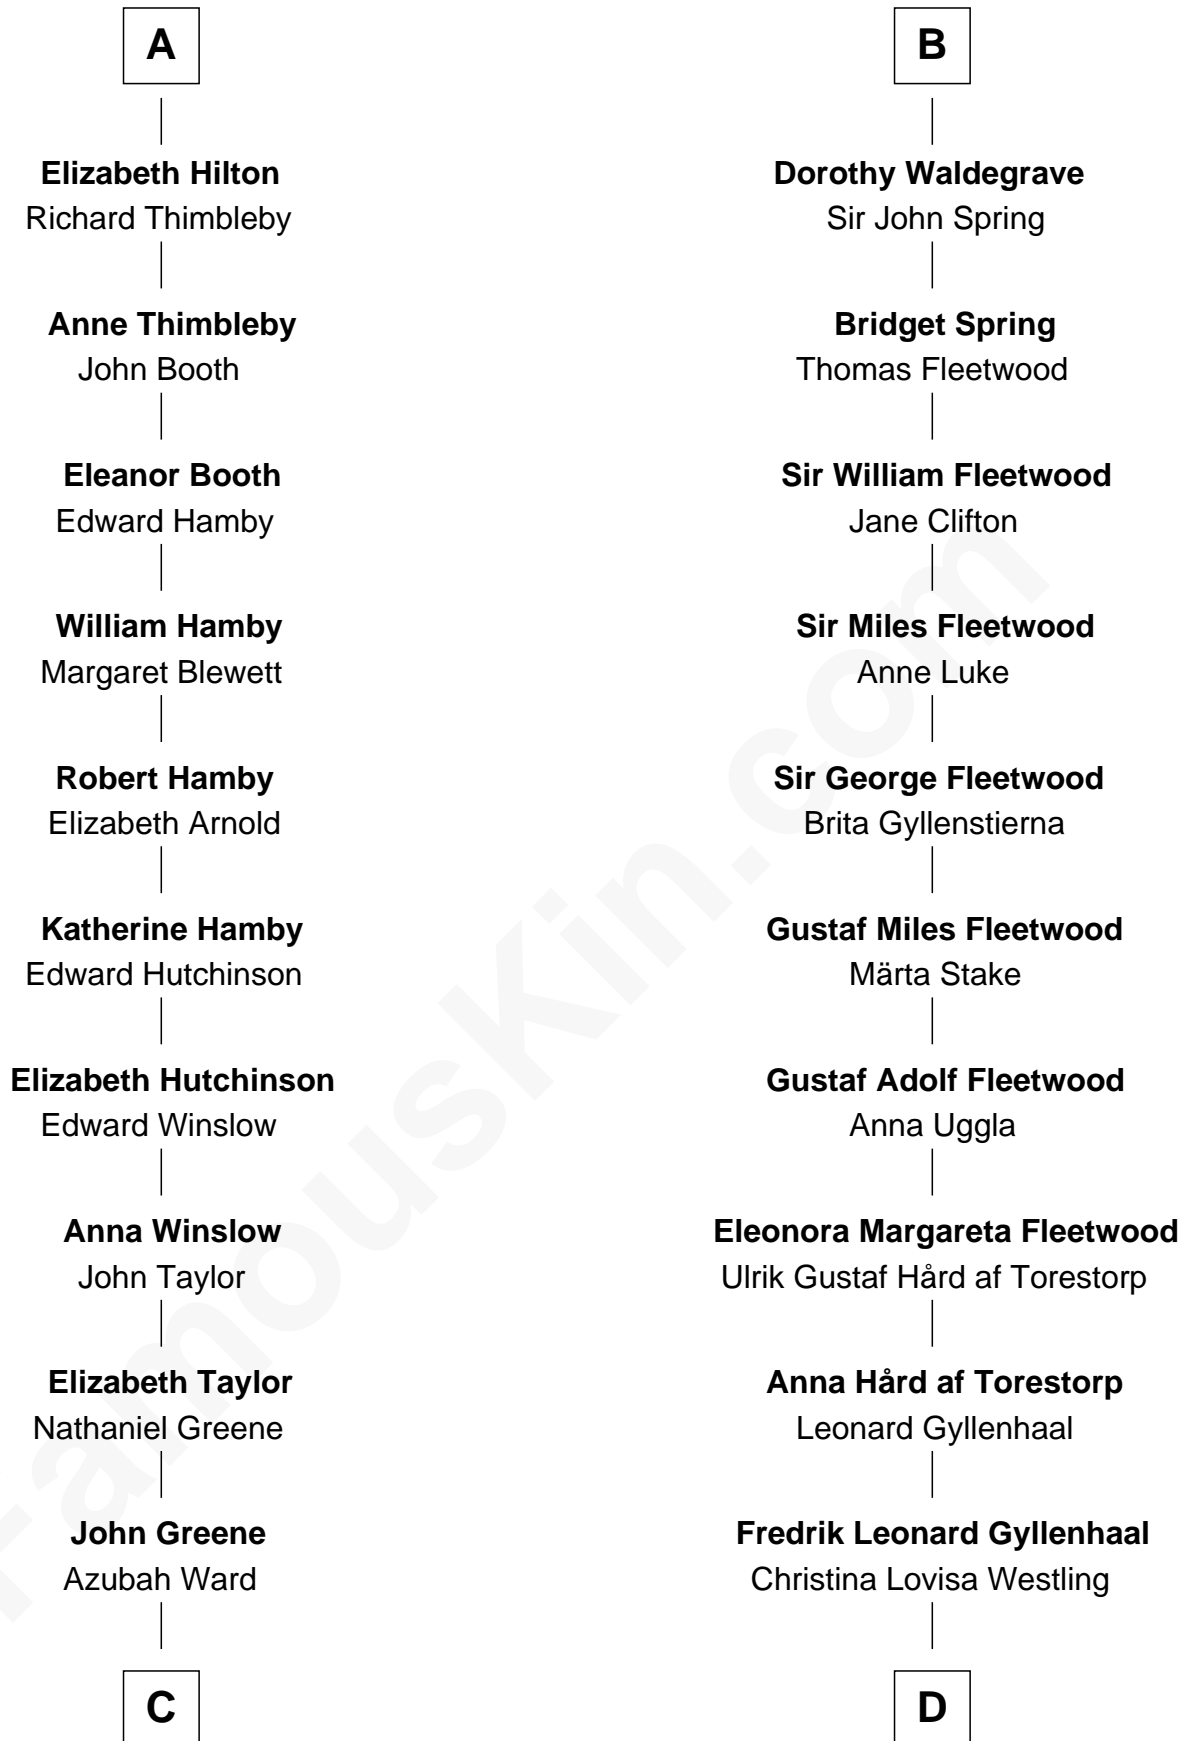 A
Elizabeth Hilton
Richard Thimbleby
Anne Thimbleby
John Booth
Eleanor Booth
Edward Hamby
William Hamby
Margaret Blewett
Robert Hamby
Elizabeth Arnold
Katherine Hamby
Edward Hutchinson
Elizabeth Hutchinson
Edward Winslow
Anna Winslow
John Taylor
Elizabeth Taylor
Nathaniel Greene
John Greene
Azubah Ward
C
B
Dorothy Waldegrave
Sir John Spring
Bridget Spring
Thomas Fleetwood
Sir William Fleetwood
Jane Clifton
Sir Miles Fleetwood
Anne Luke
Sir George Fleetwood
Brita Gyllenstierna
Gustaf Miles Fleetwood
Märta Stake
Gustaf Adolf Fleetwood
Anna Uggla
Eleonora Margareta Fleetwood
Ulrik Gustaf Hård af Torestorp
Anna Hård af Torestorp
Leonard Gyllenhaal
Fredrik Leonard Gyllenhaal
Christina Lovisa Westling
D
FamousKin.com